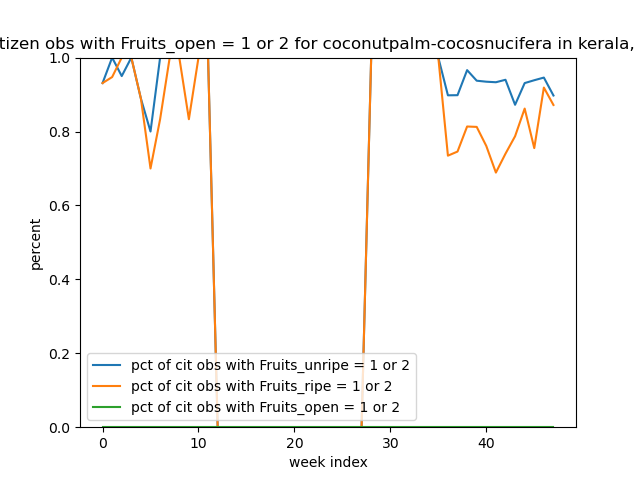 tizen obs with Fruits_open = 1 or 2 for coconutpalm-cocosnucifera in kerala,
1.0
0.8
0.6
0.4
0.2
0.0
percent
pct of cit obs with Fruits_unripe = 1 or 2
pct of cit obs with Fruits_ripe = 1 or 2
pct of cit obs with Fruits_open = 1 or 2
0 10 20 30 40
week index